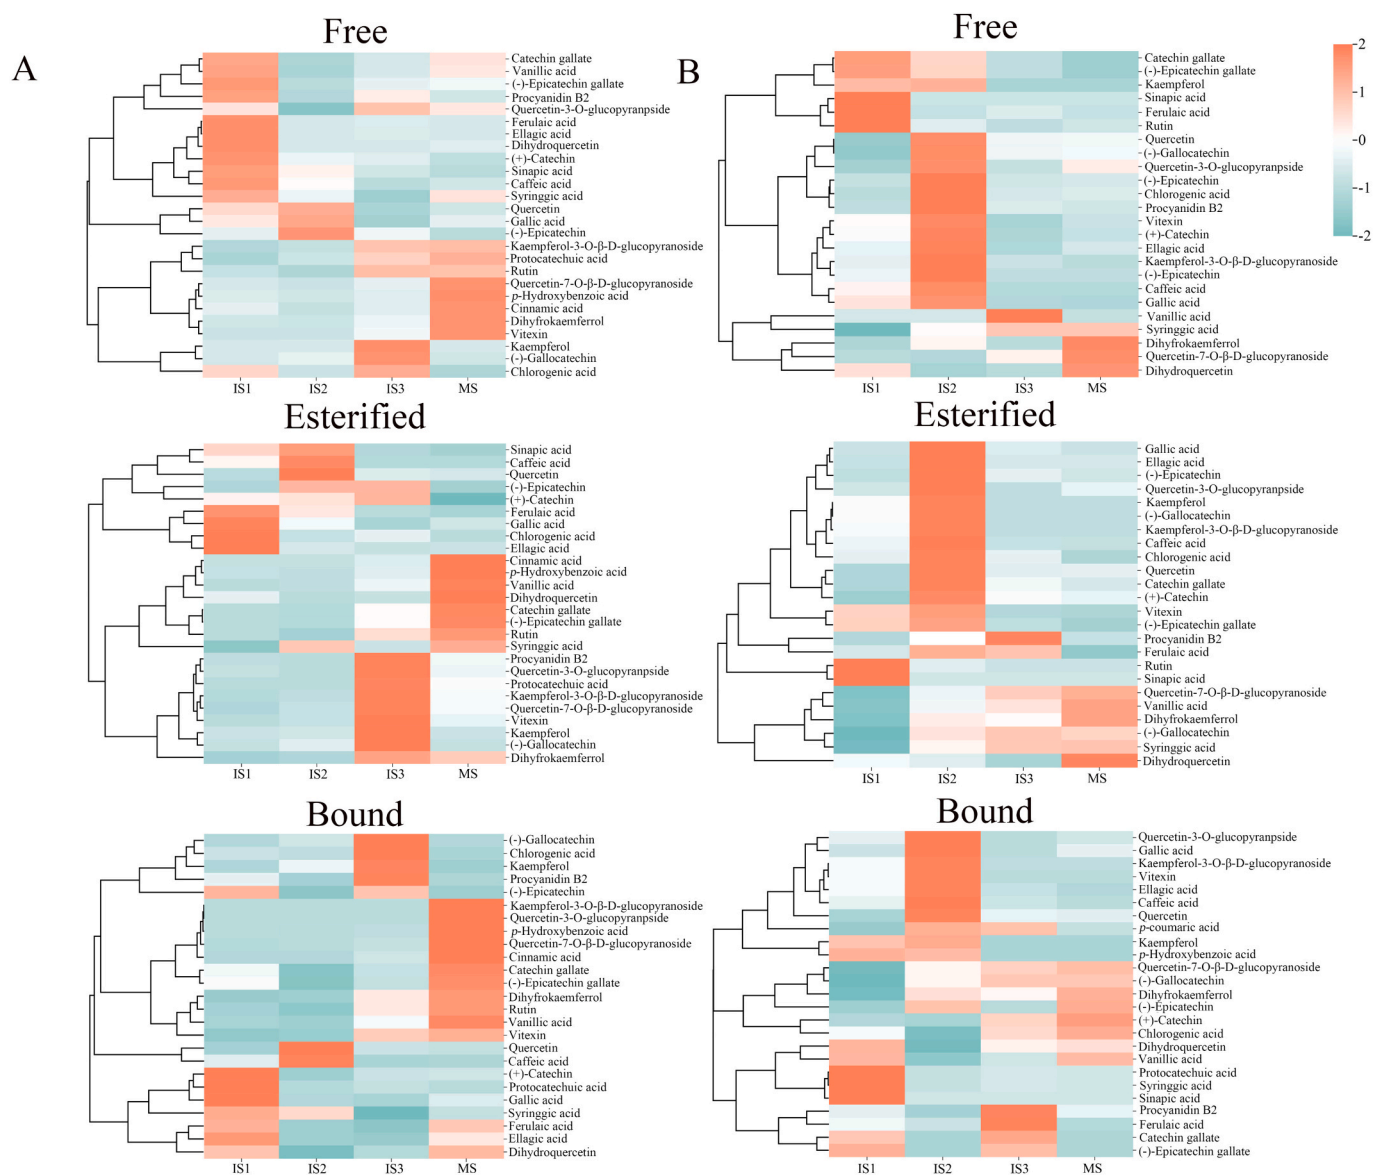 A
Free
Catechin gallate
Vanillic acid
(-)-Epicatechin gallate
Procyanidin B2
Quercetin-3-O-glucopyranpside
Ferulaic acid
Ellagic acid
Dihydroquercetin
(+)-Catechin
Sinapic acid
Caffeic acid
Syringgic acid
Quercetin
Gallic acid
(-)-Epicatechin
Kaempferol-3-O-β-D-glucopyranoside
Protocatechuic acid
Rutin
Quercetin-7-O-β-D-glucopyranoside
p-Hydroxybenzoic acid
Cinnamic acid
Dihyfrokaemferrol
Vitexin
Kaempferol
(-)-Gallocatechin
Chlorogenic acid
IS1 IS2 IS3 MS
Esterified
Sinapic acid
Caffeic acid
Quercetin
(-)-Epicatechin
(+)-Catechin
Ferulaic acid
Gallic acid
Chlorogenic acid
Ellagic acid
Cinnamic acid
p-Hydroxybenzoic acid
Vanillic acid
Dihydroquercetin
Catechin gallate
(-)-Epicatechin gallate
Rutin
Syringgic acid
Procyanidin B2
Quercetin-3-O-glucopyranpside
Protocatechuic acid
Kaempferol-3-O-β-D-glucopyranoside
Quercetin-7-O-β-D-glucopyranoside
Vitexin
Kaempferol
(-)-Gallocatechin
Dihyfrokaemferrol
IS1 IS2 IS3 MS
Bound
(-)-Gallocatechin
Chlorogenic acid
Kaempferol
Procyanidin B2
(-)-Epicatechin
Kaempferol-3-O-β-D-glucopyranoside
Quercetin-3-O-glucopyranpside
p-Hydroxybenzoic acid
Quercetin-7-O-β-D-glucopyranoside
Cinnamic acid
Catechin gallate
(-)-Epicatechin gallate
Dihyfrokaemferrol
Rutin
Vanillic acid
Vitexin
Quercetin
Caffeic acid
(+)-Catechin
Protocatechuic acid
Gallic acid
Syringgic acid
Ferulaic acid
Ellagic acid
Dihydroquercetin
IS1 IS2 IS3 MS
B
Free
Catechin gallate
(-)-Epicatechin gallate
Kaempferol
Sinapic acid
Ferulaic acid
Rutin
Quercetin
(-)-Gallocatechin
Quercetin-3-O-glucopyranpside
(-)-Epicatechin
Chlorogenic acid
Procyanidin B2
Vitexin
(+)-Catechin
Ellagic acid
Kaempferol-3-O-β-D-glucopyranoside
(-)-Epicatechin
Caffeic acid
Gallic acid
Vanillic acid
Syringgic acid
Dihyfrokaemferrol
Quercetin-7-O-β-D-glucopyranoside
Dihydroquercetin
IS1 IS2 IS3 MS
2
1
0
-1
-2
Esterified
Gallic acid
Ellagic acid
(-)-Epicatechin
Quercetin-3-O-glucopyranpside
Kaempferol
(-)-Gallocatechin
Kaempferol-3-O-β-D-glucopyranoside
Caffeic acid
Chlorogenic acid
Quercetin
Catechin gallate
(+)-Catechin
Vitexin
(-)-Epicatechin gallate
Procyanidin B2
Ferulaic acid
Rutin
Sinapic acid
Quercetin-7-O-β-D-glucopyranoside
Vanillic acid
Dihyfrokaemferrol
(-)-Gallocatechin
Syringgic acid
Dihydroquercetin
IS1 IS2 IS3 MS
Bound
Quercetin-3-O-glucopyranpside
Gallic acid
Kaempferol-3-O-β-D-glucopyranoside
Vitexin
Ellagic acid
Caffeic acid
Quercetin
p-coumaric acid
Kaempferol
p-Hydroxybenzoic acid
Quercetin-7-O-β-D-glucopyranoside
(-)-Gallocatechin
Dihyfrokaemferrol
(-)-Epicatechin
(+)-Catechin
Chlorogenic acid
Dihydroquercetin
Vanillic acid
Protocatechuic acid
Syringgic acid
Sinapic acid
Procyanidin B2
Ferulaic acid
Catechin gallate
(-)-Epicatechin gallate
IS1 IS2 IS3 MS